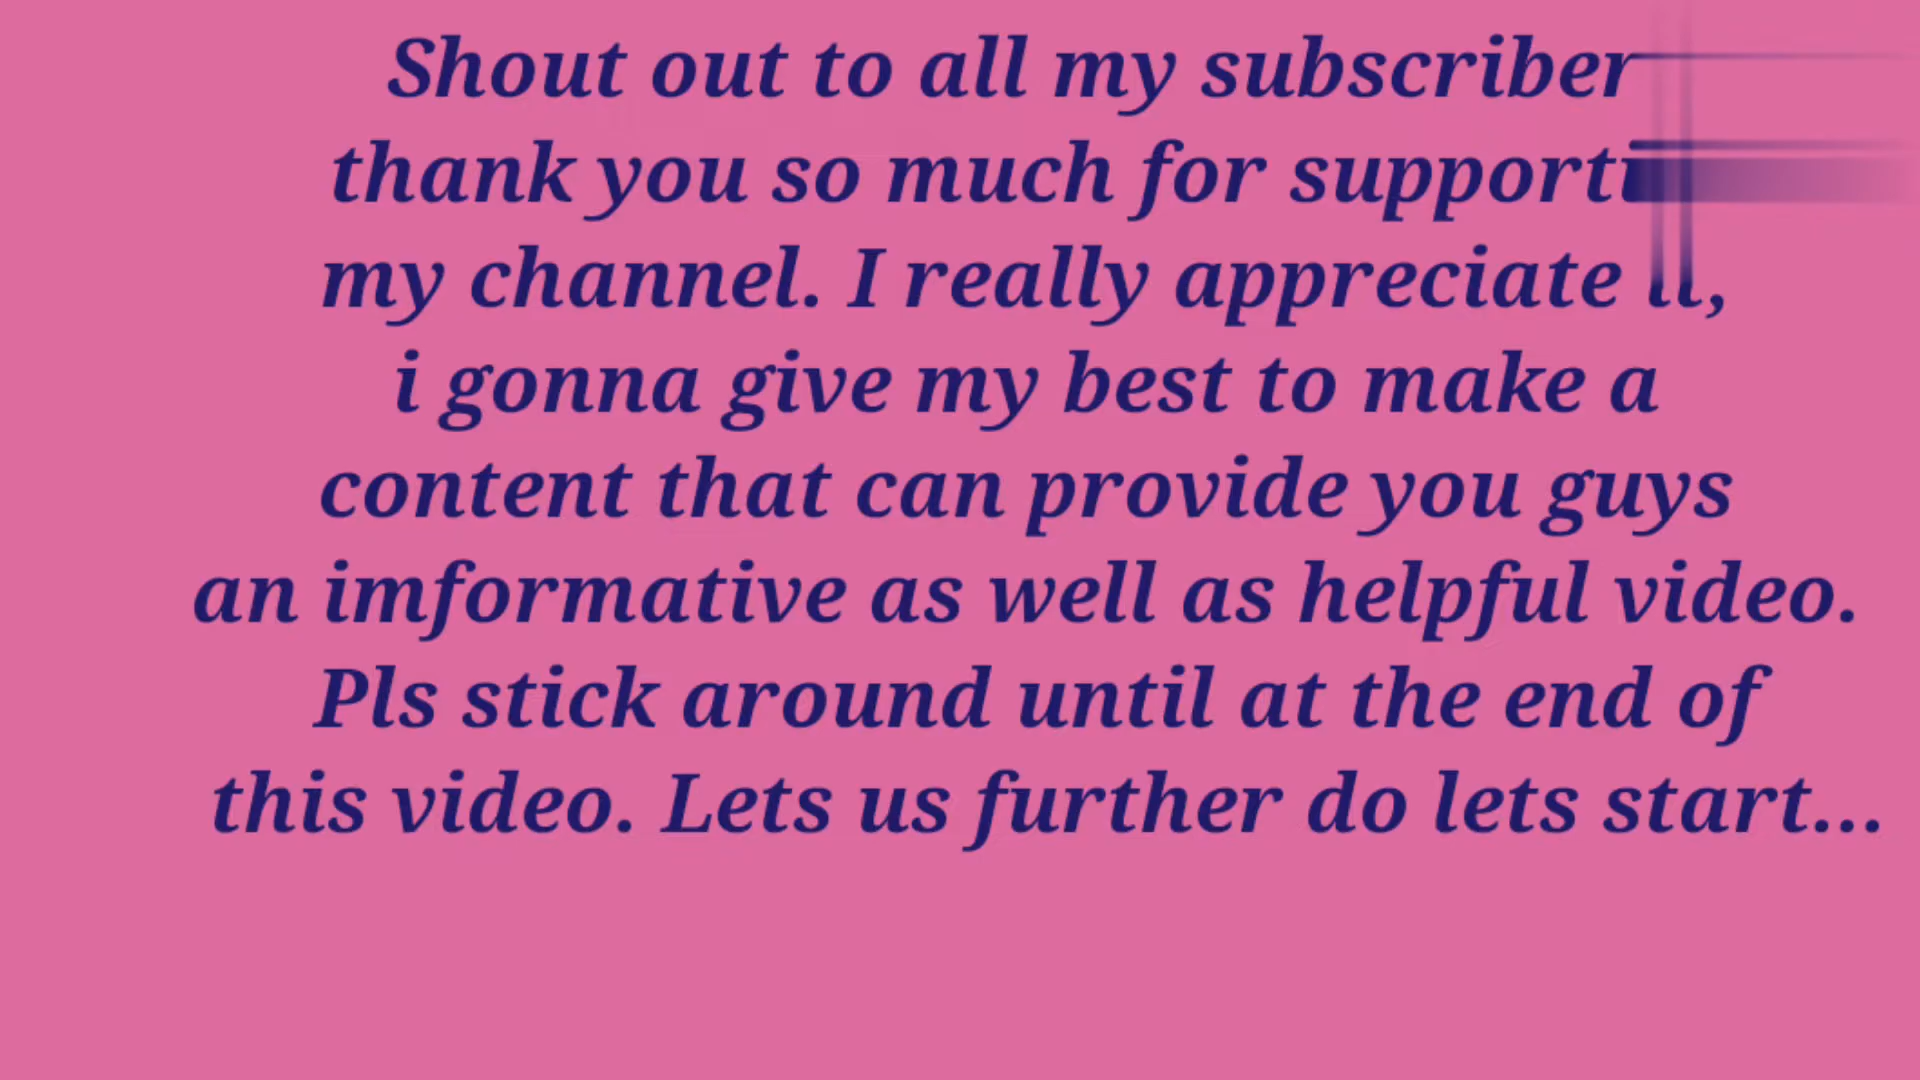 Shout out to all my subscriber
thank you so much for
my channel. I really appreciate
i gonna give my best to make a
content that can provide you guys
an imformative as well as helpful video.
Pls stick around until at the end of
this video. Lets us further do lets start...